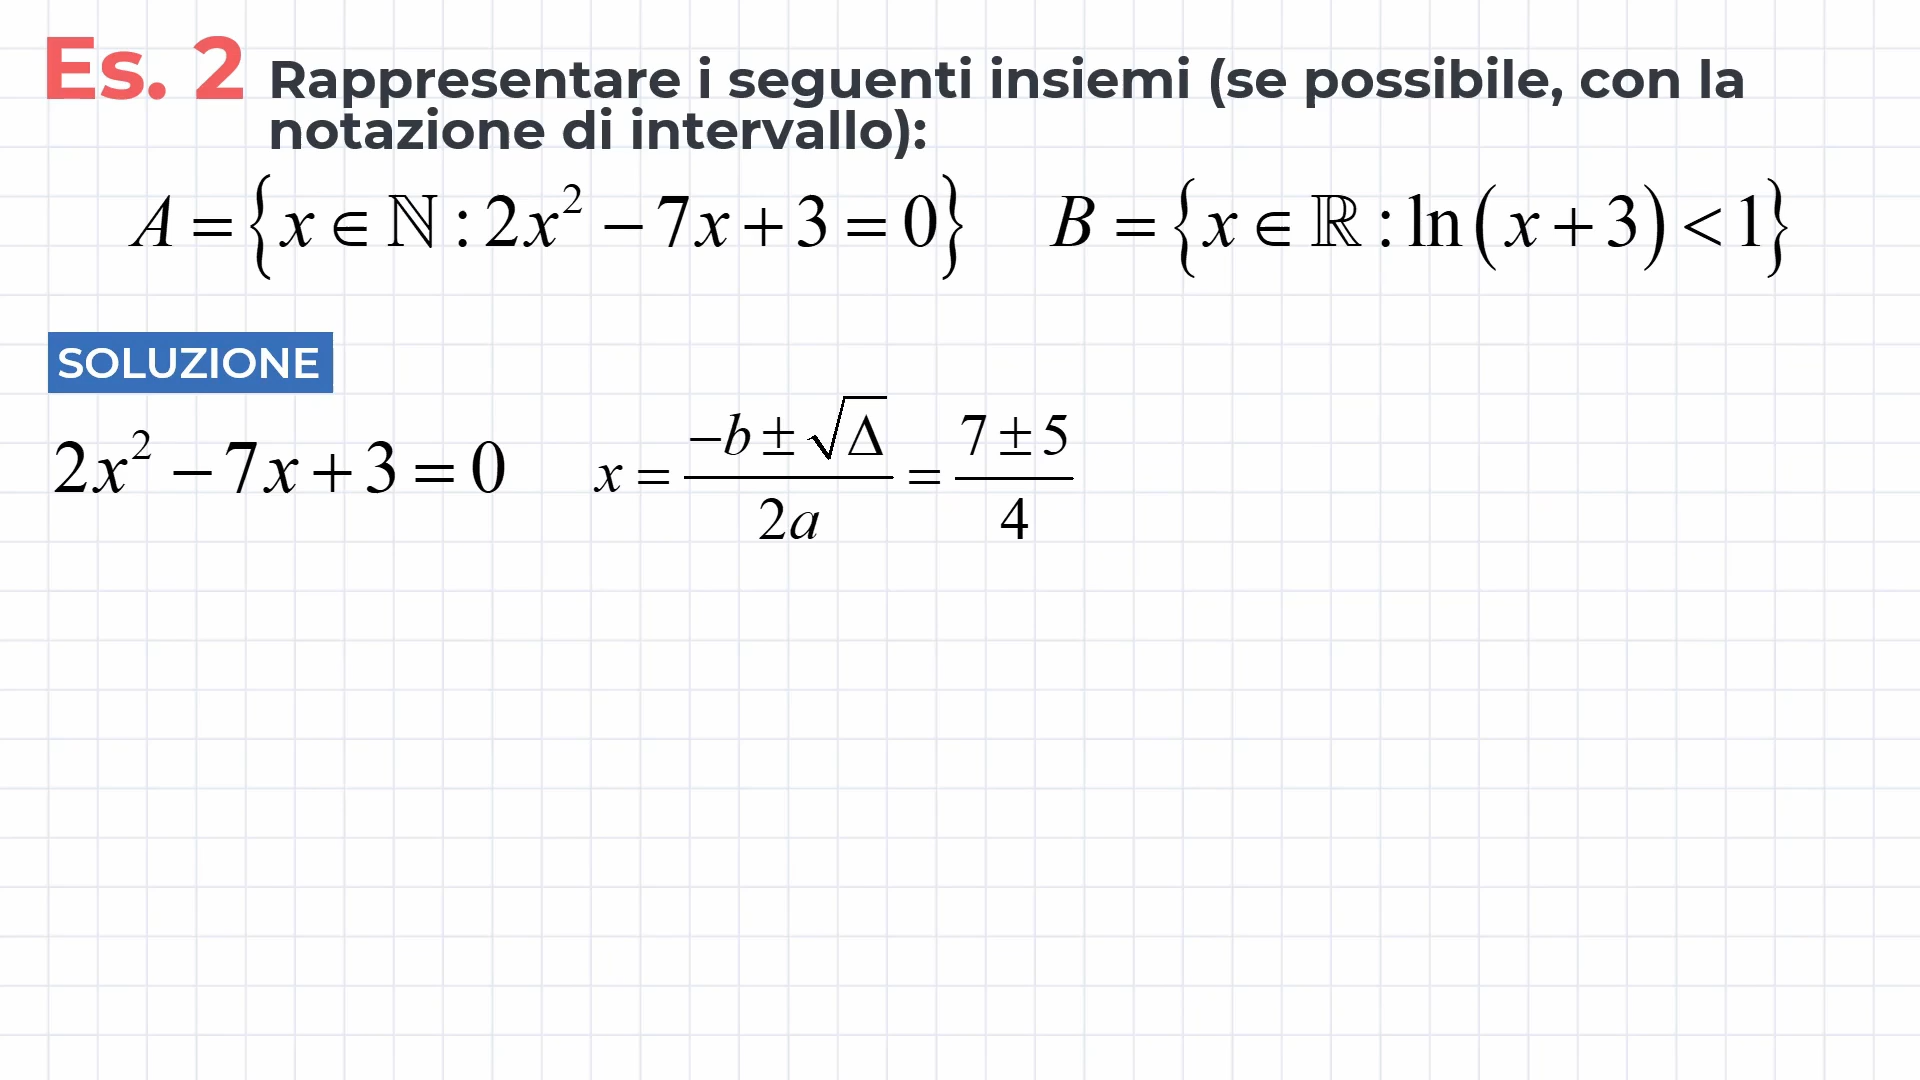 Es. 2 Rappresentare i seguenti insiemi (se possibile, con la
notazione di intervallo):
A = {x ∈ ℕ : 2x² − 7x + 3 = 0} B = {x ∈ ℝ : ln(x + 3) < 1}
SOLUZIONE
2x² − 7x + 3 = 0 x = (−b ± √Δ)/(2a) = (7 ± 5)/4